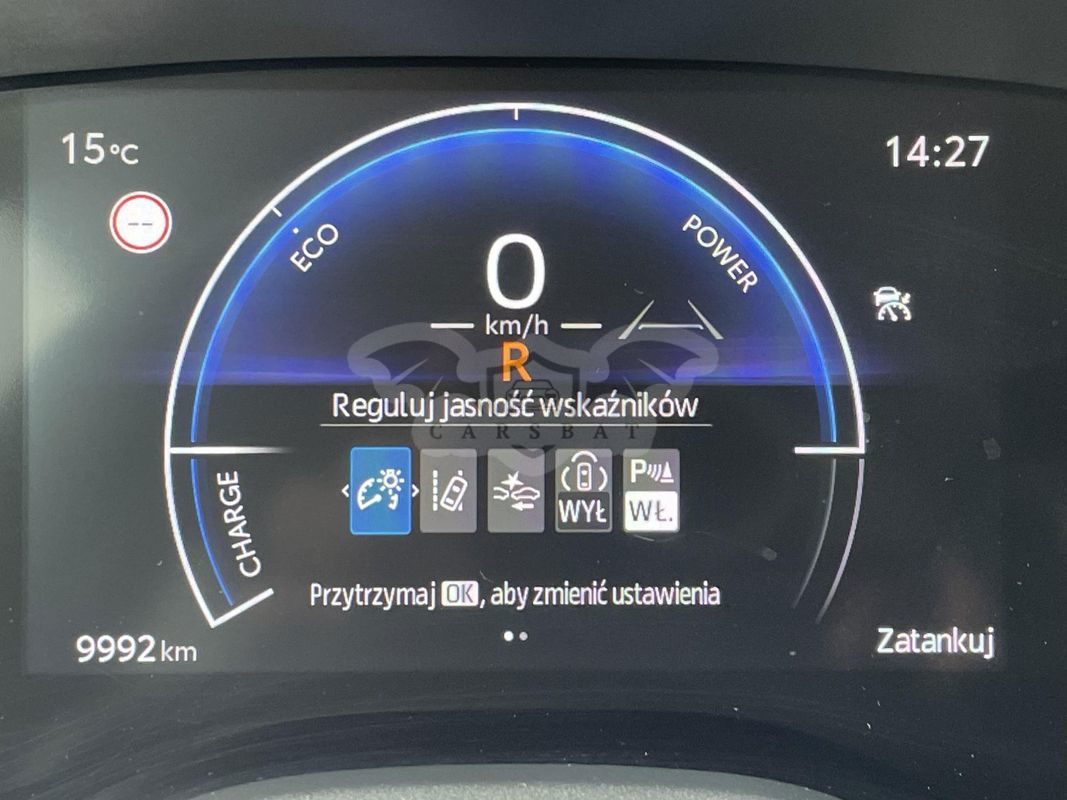 15°C
14:27
--
ECO
POWER
0
km/h
R
Reguluj jasność wskaźników
CARSBAT
CHARGE
P
WYŁ
WŁ.
Przytrzymaj OK, aby zmienić ustawienia
9992 km
Zatankuj